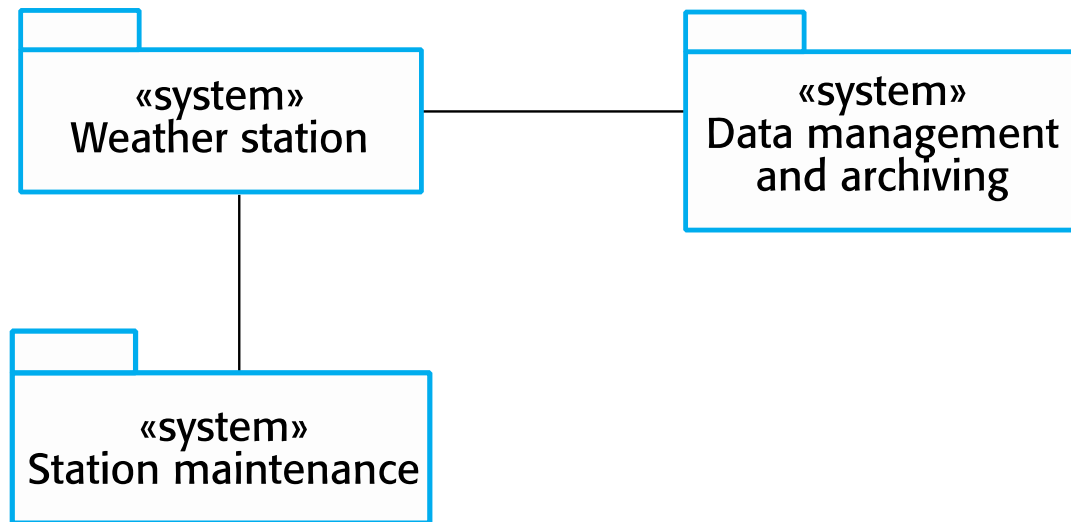 «system»
Weather station
«system»
Data management
and archiving
«system»
Station maintenance